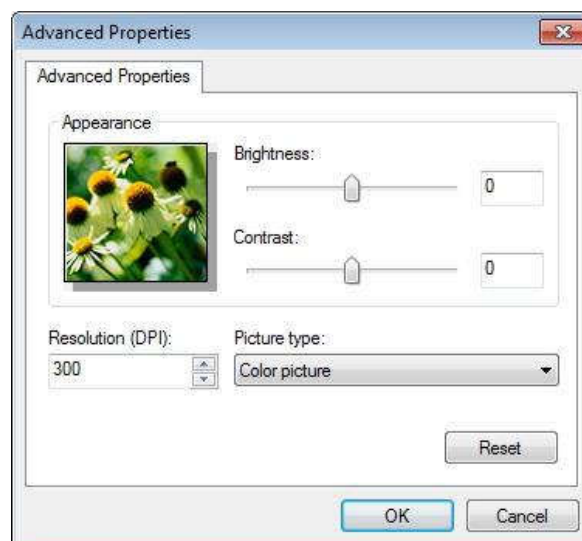 Advanced Properties
Advanced Properties
Appearance
Brightness:
0
Contrast:
0
Resolution (DPI):
300
Picture type:
Color picture
Reset
OK
Cancel